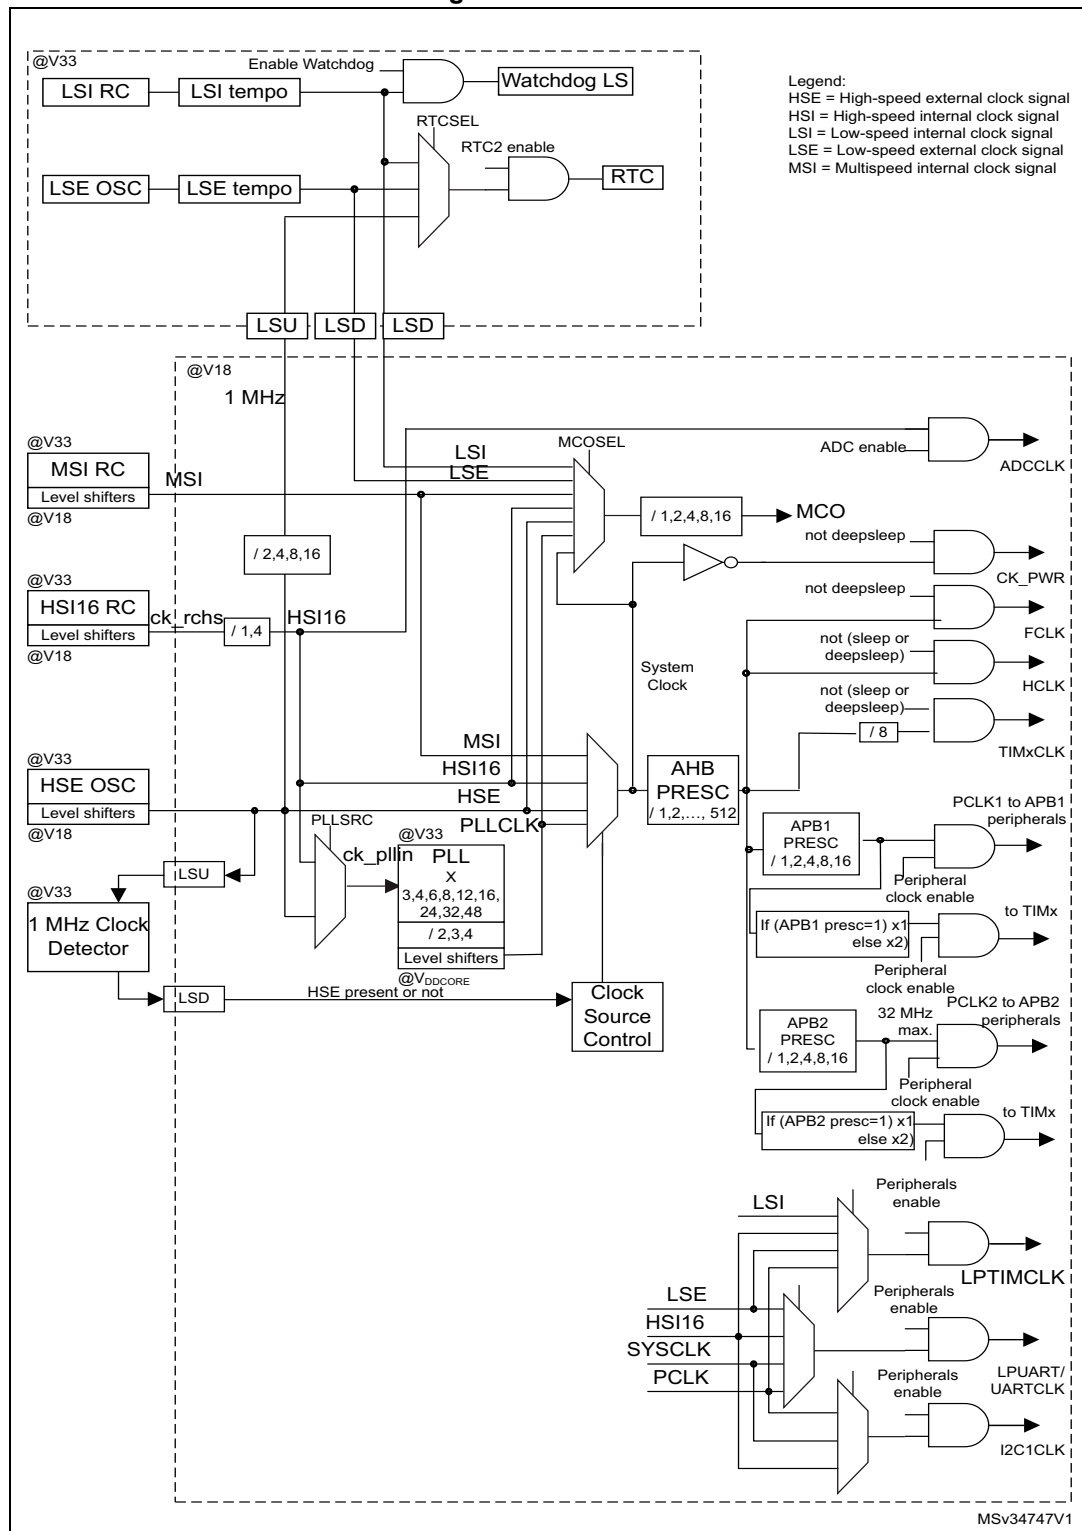 @V33
Enable Watchdog
LSI RC
LSI tempo
Watchdog LS
Legend:
HSE = High-speed external clock signal
HSI = High-speed internal clock signal
LSI = Low-speed internal clock signal
LSE = Low-speed external clock signal
MSI = Multispeed internal clock signal
RTCSEL
RTC2 enable
LSE OSC
LSE tempo
RTC
LSU
LSD
LSD
@V18
1 MHz
@V33
MSI RC
Level shifters
@V18
MSI
LSI
LSE
MCOSEL
ADC enable
ADCCLK
/ 1,2,4,8,16
MCO
/ 2,4,8,16
not deepsleep
CK_PWR
@V33
HSI16 RC
Level shifters
@V18
ck_rchs
/ 1,4
HSI16
not deepsleep
FCLK
System
Clock
not (sleep or
deepsleep)
HCLK
not (sleep or
deepsleep)
/ 8
TIMxCLK
@V33
HSE OSC
Level shifters
@V18
MSI
HSI16
HSE
PLLCLK
AHB
PRESC
/ 1,2,..., 512
PLLSRC
ck_pllin
@V33
PLL
X
3,4,6,8,12,16,
24,32,48
/ 2,3,4
Level shifters
@VDDCORE
APB1
PRESC
/ 1,2,4,8,16
PCLK1 to APB1
peripherals
Peripheral
clock enable
If (APB1 presc=1) x1
else x2)
to TIMx
Peripheral
clock enable
LSU
@V33
1 MHz Clock
Detector
LSD
HSE present or not
Clock
Source
Control
APB2
PRESC
/ 1,2,4,8,16
32 MHz
max.
PCLK2 to APB2
peripherals
Peripheral
clock enable
If (APB2 presc=1) x1
else x2)
to TIMx
LSI
Peripherals
enable
LPTIMCLK
LSE
HSI16
SYSCLK
PCLK
Peripherals
enable
LPUART/
UARTCLK
Peripherals
enable
I2C1CLK
MSv34747V1